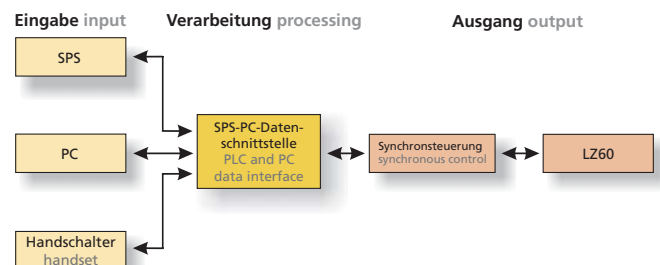 Eingabe input
Verarbeitung processing
Ausgang output
SPS
PC
Handschalter
handset
SPS-PC-Daten-
schnittstelle
PLC and PC
data interface
Synchronsteuerung
synchronous control
LZ60